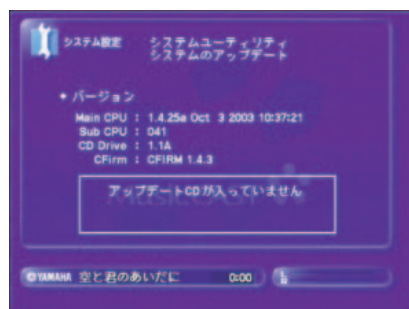 システム設定
システムユーティリティ
システムのアップデート
バージョン
Main CPU : 1.4.25a Oct 3 2003 10:37:21
Sub CPU : 041
CD Drive : 1.1A
CFirm : CFIRM 1.4.3
アップデートCDが入っていません
MusicCAST
©YAMAHA 空と君のあいだに 0:00 L R